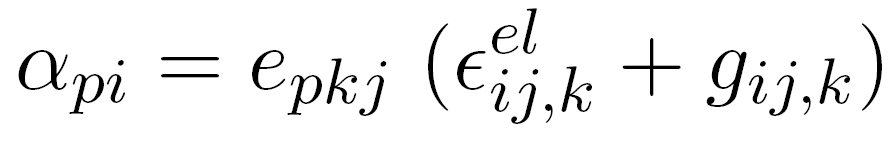 α_{pi} = e_{pkj} (ϵ^{el}_{ij,k} + g_{ij,k})